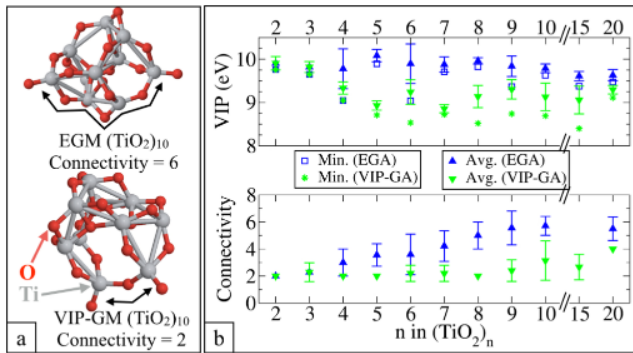 a
EGM (TiO2)10
Connectivity = 6
O
Ti
VIP-GM (TiO2)10
Connectivity = 2
b
2 3 4 5 6 7 8 9 10 // 15 20
VIP (eV)
10
9
8
Min. (EGA)
Avg. (EGA)
Min. (VIP-GA)
Avg. (VIP-GA)
Connectivity
8
6
4
2
0
2 3 4 5 6 7 8 9 10 // 15 20
n in (TiO2)n